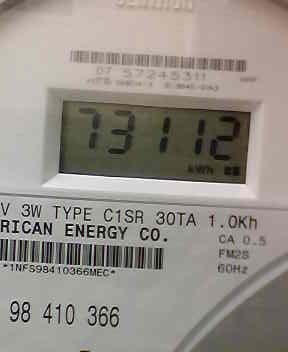 07 57245311
73112
kWh
V 3W TYPE C1SR 30TA 1.0Kh
RICAN ENERGY CO.
CA 0.5
FM2S
60Hz
*1NFS98410366MEC*
98 410 366